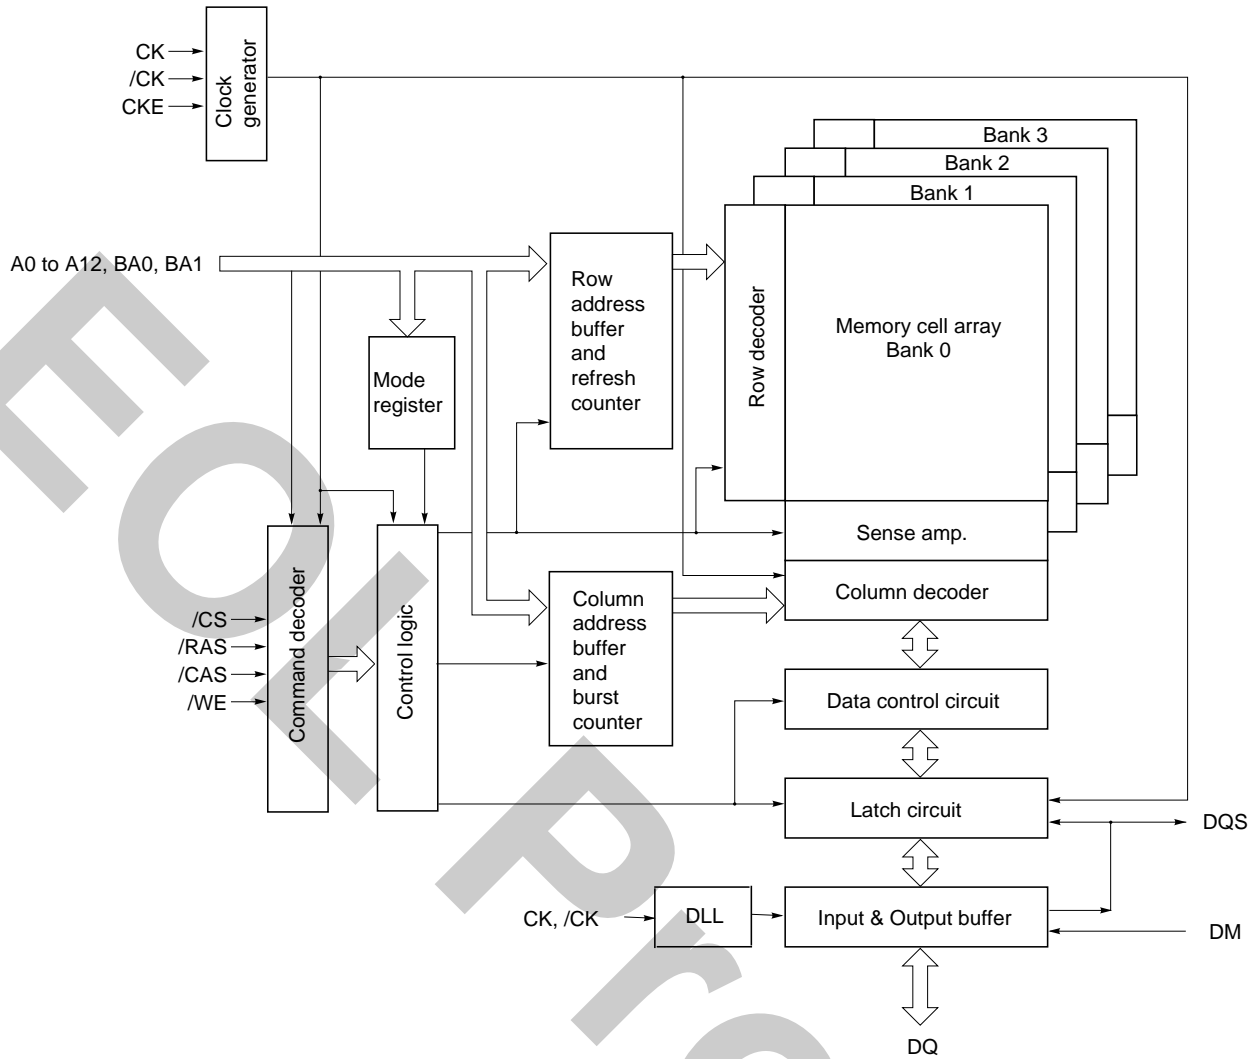 CK
/CK
CKE
Clock
generator
Bank 3
Bank 2
Bank 1
A0 to A12, BA0, BA1
Row
address
buffer
and
refresh
counter
Row decoder
Memory cell array
Bank 0
Mode
register
Sense amp.
Column decoder
Command decoder
Control logic
/CS
/RAS
/CAS
/WE
Column
address
buffer
and
burst
counter
Data control circuit
Latch circuit
DQS
CK, /CK
DLL
Input & Output buffer
DM
DQ
EOL Pro